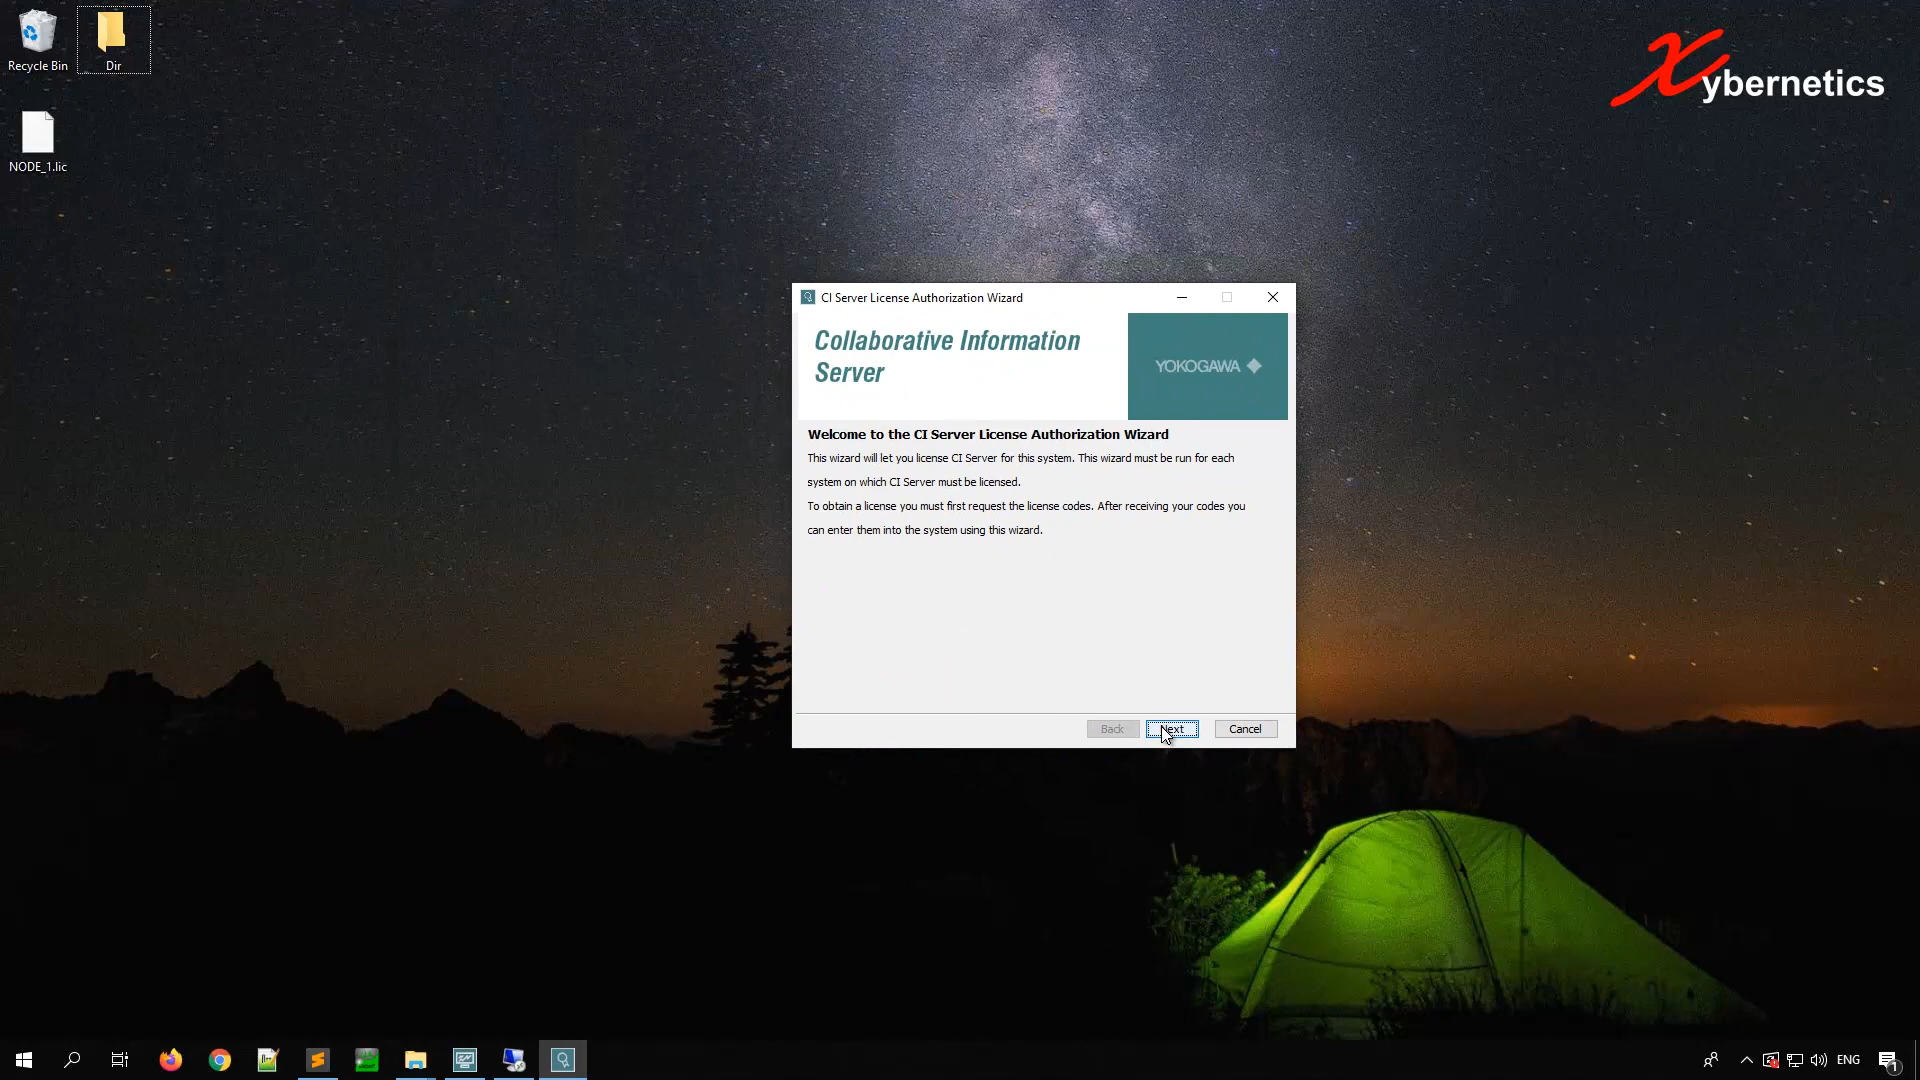 Recycle Bin
Dir
NODE_1.lic
Xybernetics
CI Server License Authorization Wizard
Collaborative Information
Server
YOKOGAWA
Welcome to the CI Server License Authorization Wizard
This wizard will let you license CI Server for this system. This wizard must be run for each
system on which CI Server must be licensed.
To obtain a license you must first request the license codes. After receiving your codes you
can enter them into the system using this wizard.
Back
Next
Cancel
ENG
1